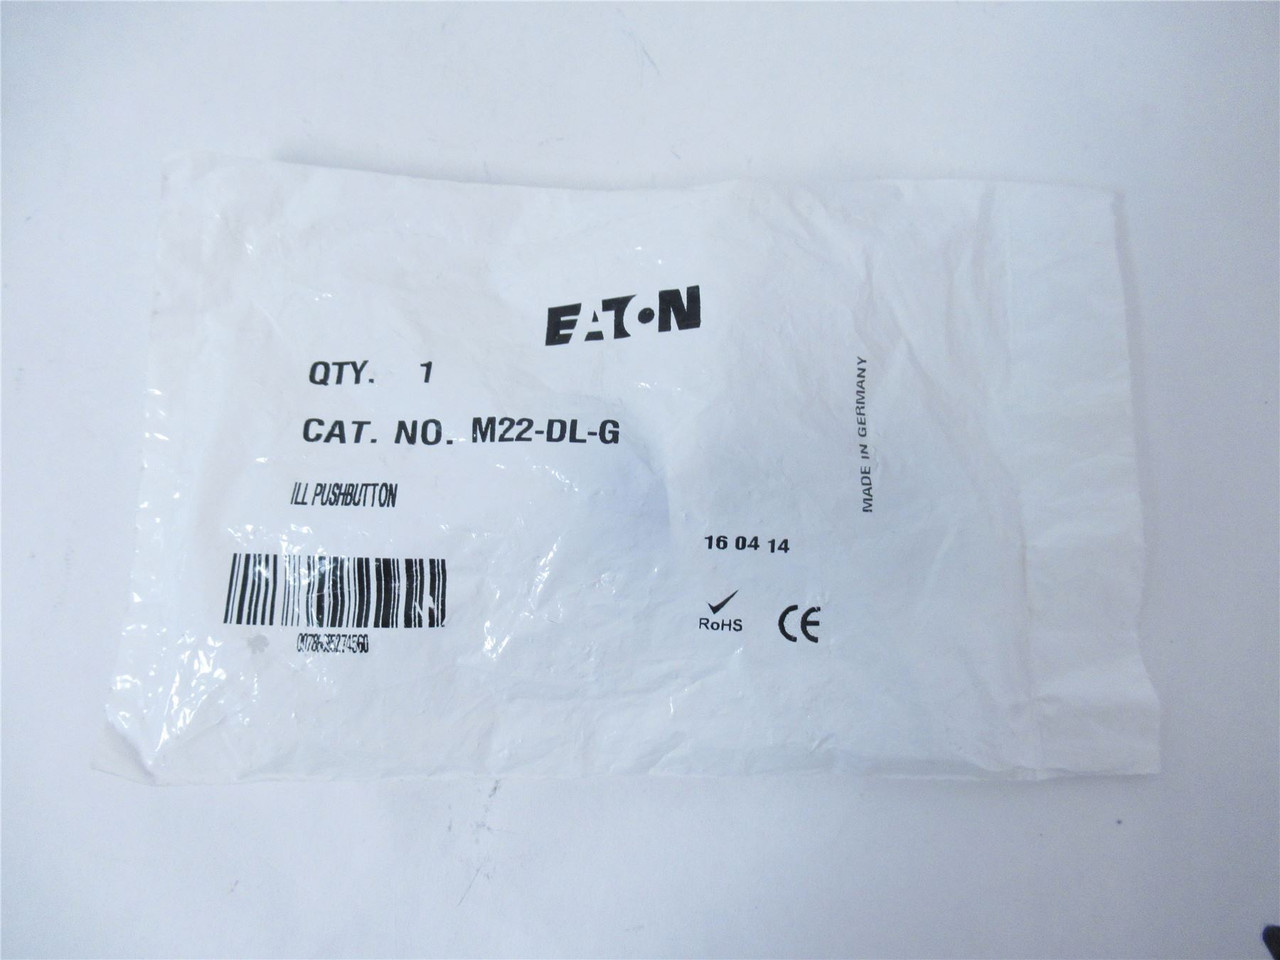 EATON
QTY. 1
CAT. NO. M22-DL-G
ILL PUSHBUTTON
MADE IN GERMANY
16 04 14
RoHS
CE